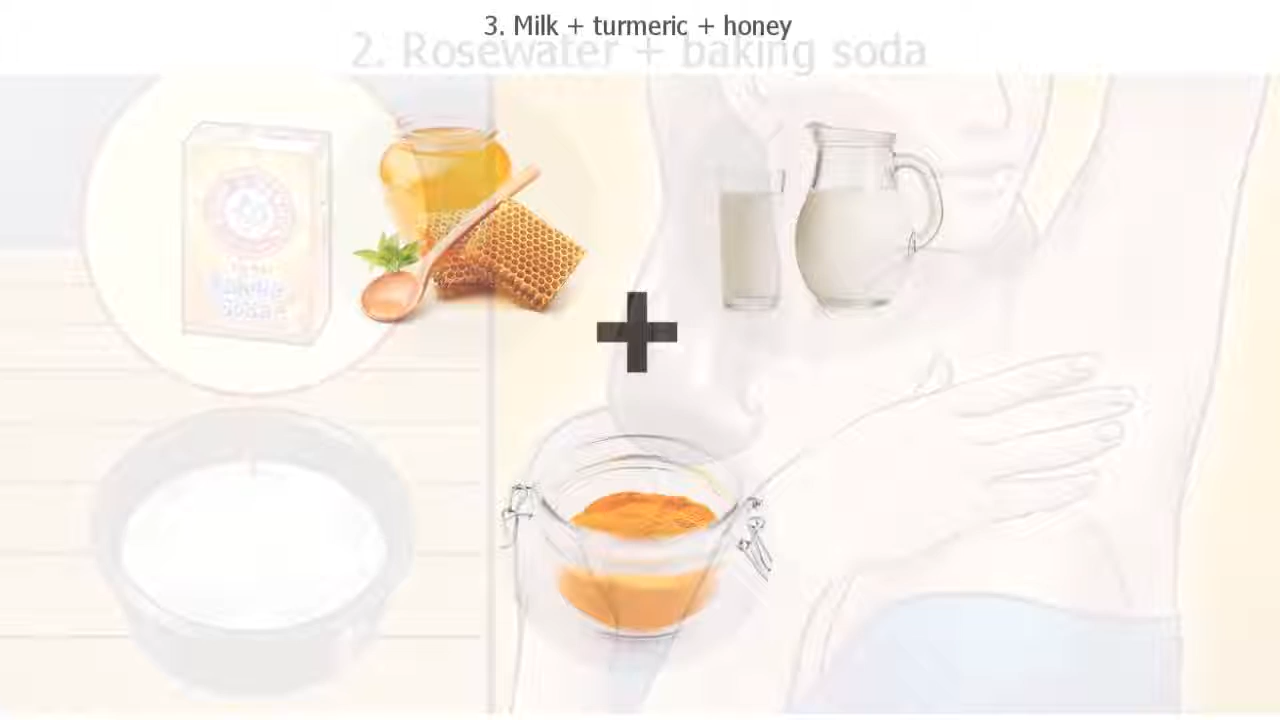 3. Milk + turmeric + honey
2. Rosewater + baking soda